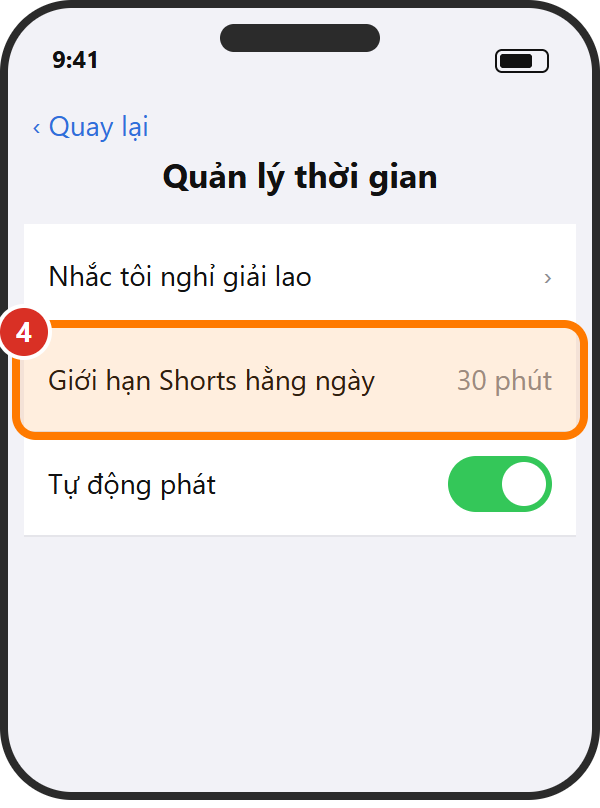 9:41
‹ Quay lại
Quản lý thời gian
Nhắc tôi nghỉ giải lao ›
4
Giới hạn Shorts hằng ngày 30 phút
Tự động phát